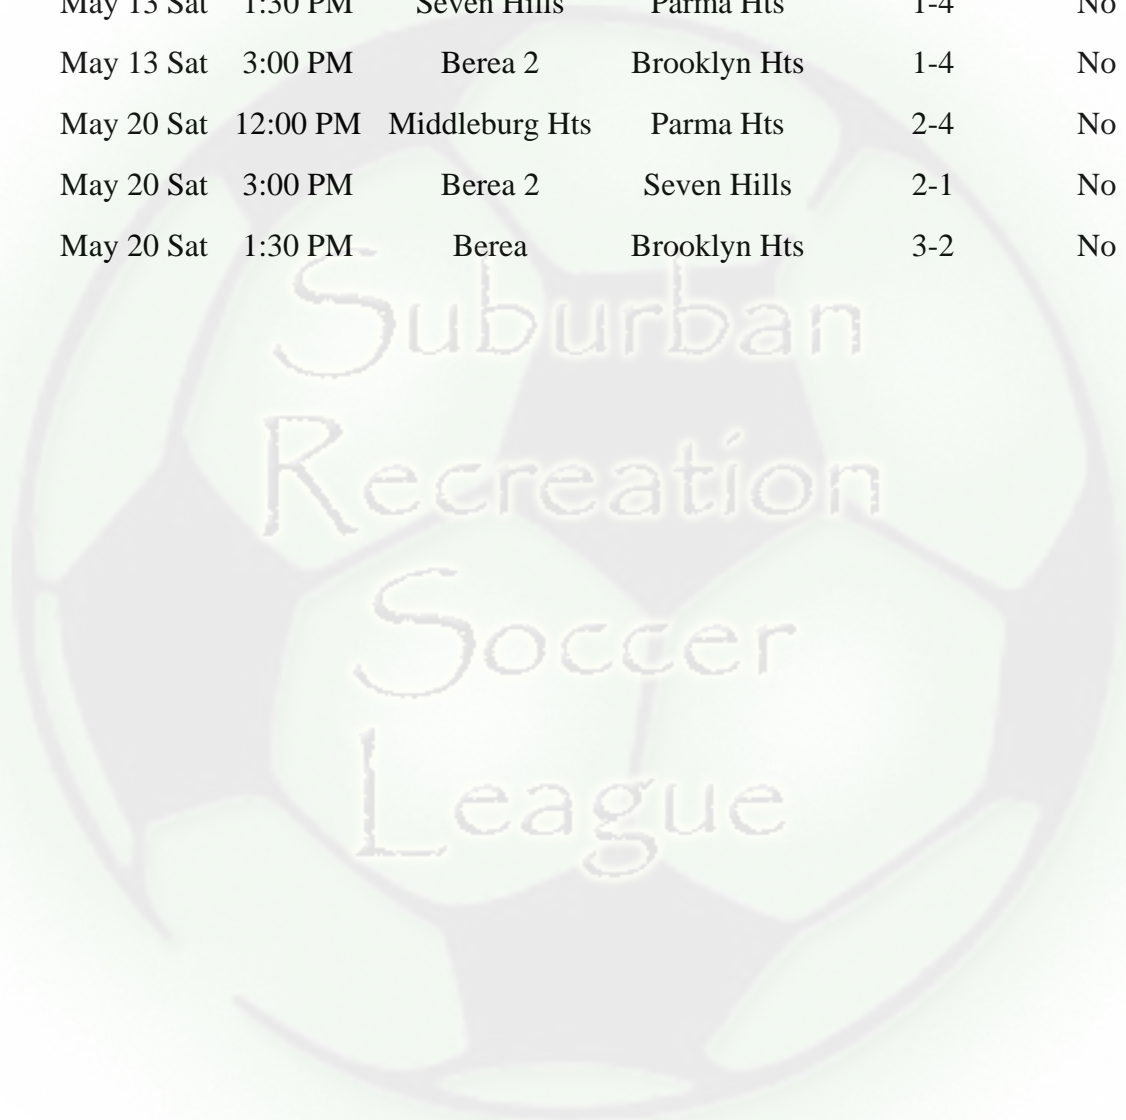 May 13 Sat 1:30 PM Seven Hills Parma Hts 1-4 No
May 13 Sat 3:00 PM Berea 2 Brooklyn Hts 1-4 No
May 20 Sat 12:00 PM Middleburg Hts Parma Hts 2-4 No
May 20 Sat 3:00 PM Berea 2 Seven Hills 2-1 No
May 20 Sat 1:30 PM Berea Brooklyn Hts 3-2 No
Suburban
Recreation
Soccer
League